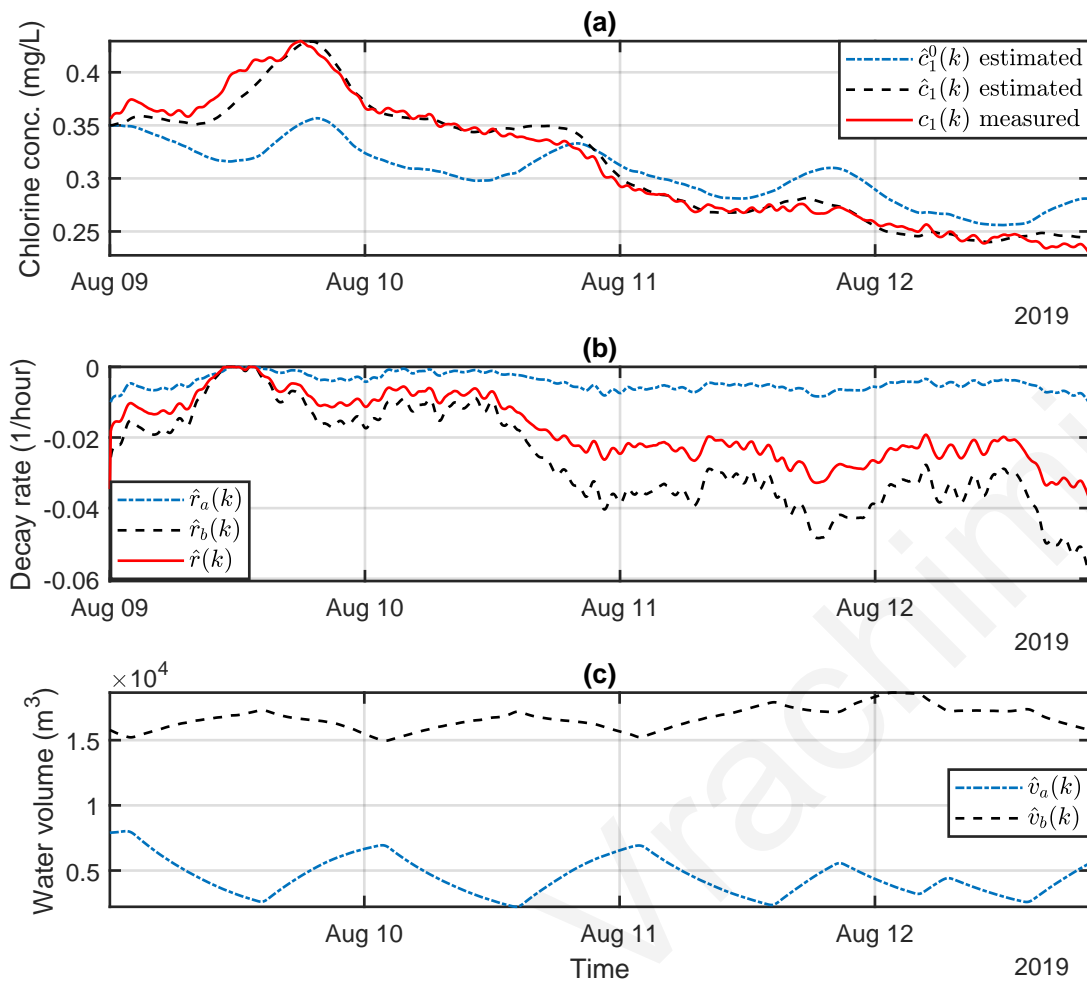 (a)
Chlorine conc. (mg/L)
0.4
0.35
0.3
0.25
ĉ₁⁰(k) estimated
ĉ₁(k) estimated
c₁(k) measured
Aug 09 Aug 10 Aug 11 Aug 12
2019
(b)
Decay rate (1/hour)
0
-0.02
-0.04
-0.06
r̂ₐ(k)
r̂_b(k)
r̂(k)
Aug 09 Aug 10 Aug 11 Aug 12
2019
(c)
×10⁴
Water volume (m³)
1.5
1
0.5
v̂ₐ(k)
v̂_b(k)
Aug 10 Aug 11 Aug 12
Time
2019
Vrachimi